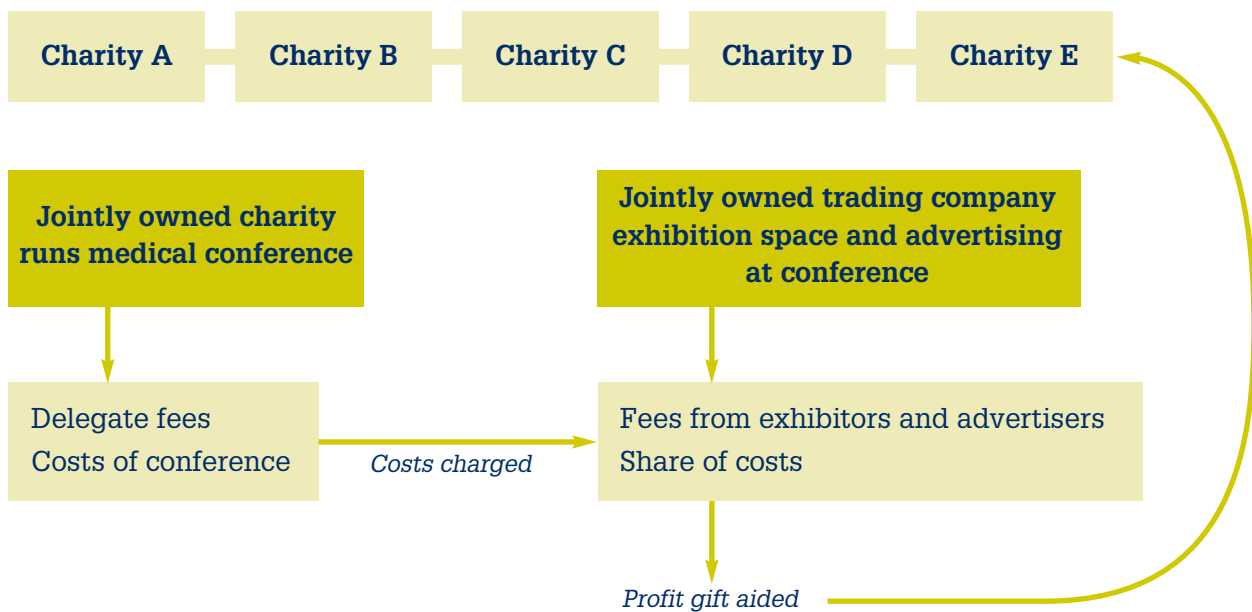 Charity A
Charity B
Charity C
Charity D
Charity E
Jointly owned charity
runs medical conference
Jointly owned trading company
exhibition space and advertising
at conference
Delegate fees
Costs of conference
Costs charged
Fees from exhibitors and advertisers
Share of costs
Profit gift aided